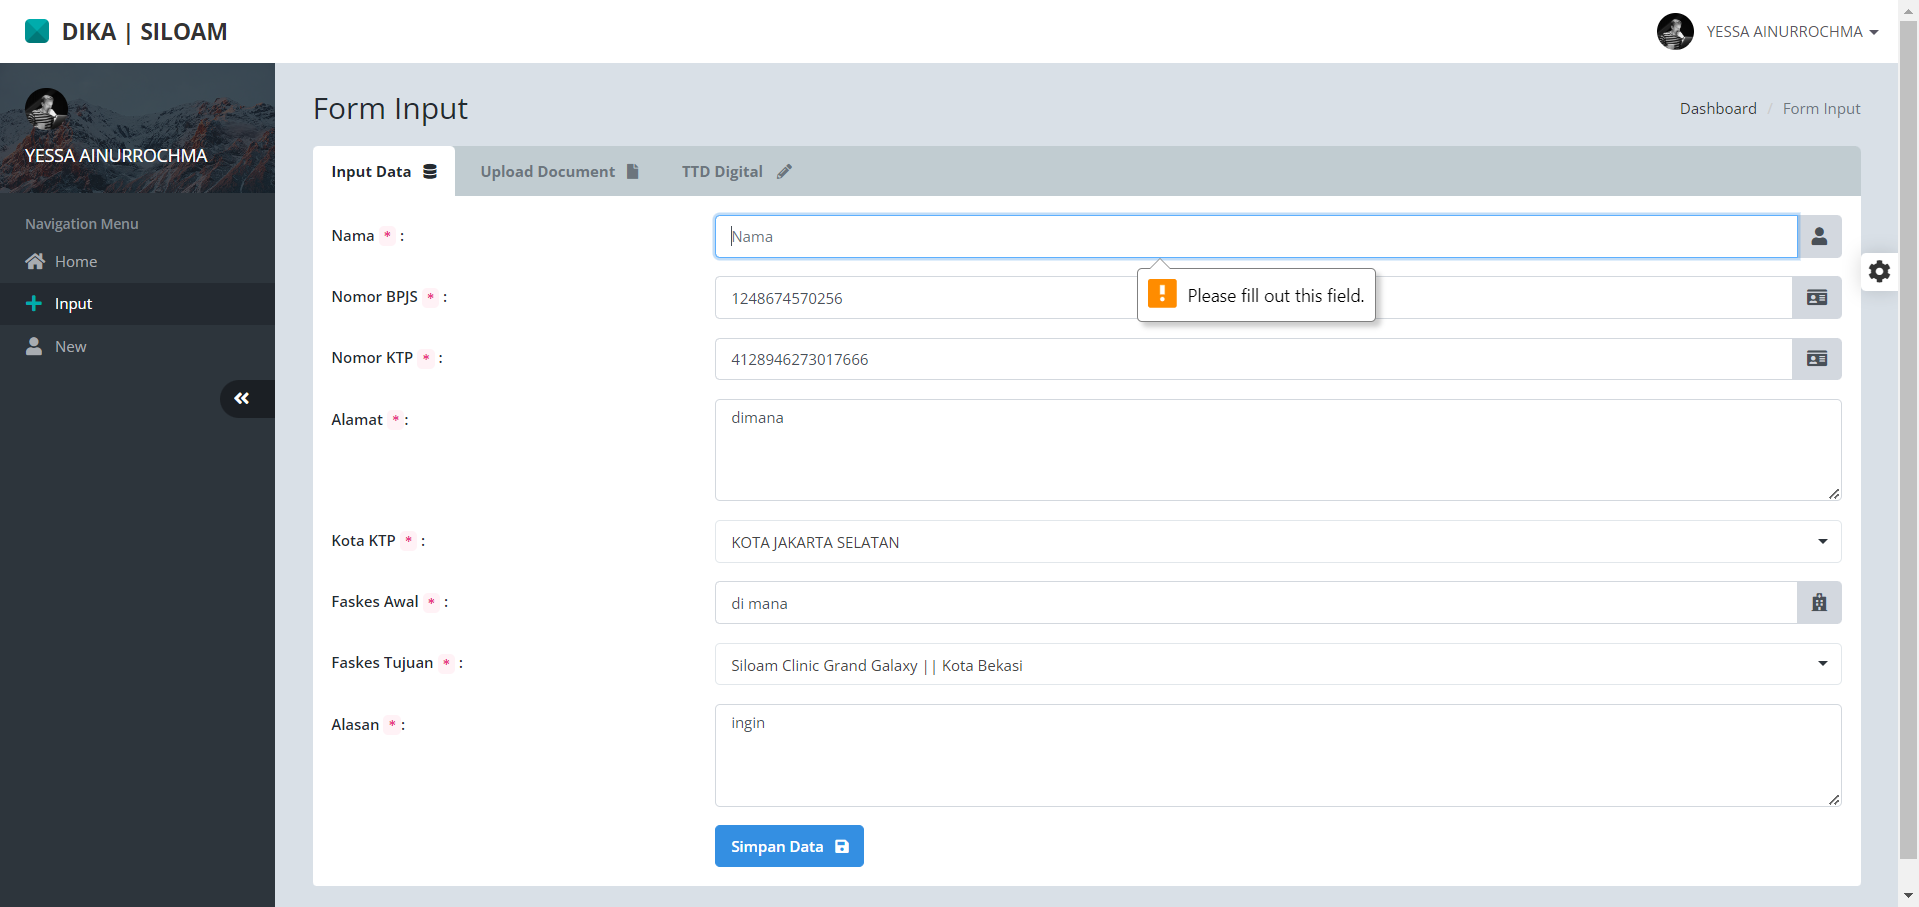 DIKA | SILOAM
YESSA AINURROCHMA
YESSA AINURROCHMA
Navigation Menu
Home
Input
New
Form Input
Dashboard / Form Input
Input Data
Upload Document
TTD Digital
Nama * :
Nama
Please fill out this field.
Nomor BPJS * :
1248674570256
Nomor KTP * :
4128946273017666
Alamat * :
dimana
Kota KTP * :
KOTA JAKARTA SELATAN
Faskes Awal * :
di mana
Faskes Tujuan * :
Siloam Clinic Grand Galaxy || Kota Bekasi
Alasan * :
ingin
Simpan Data